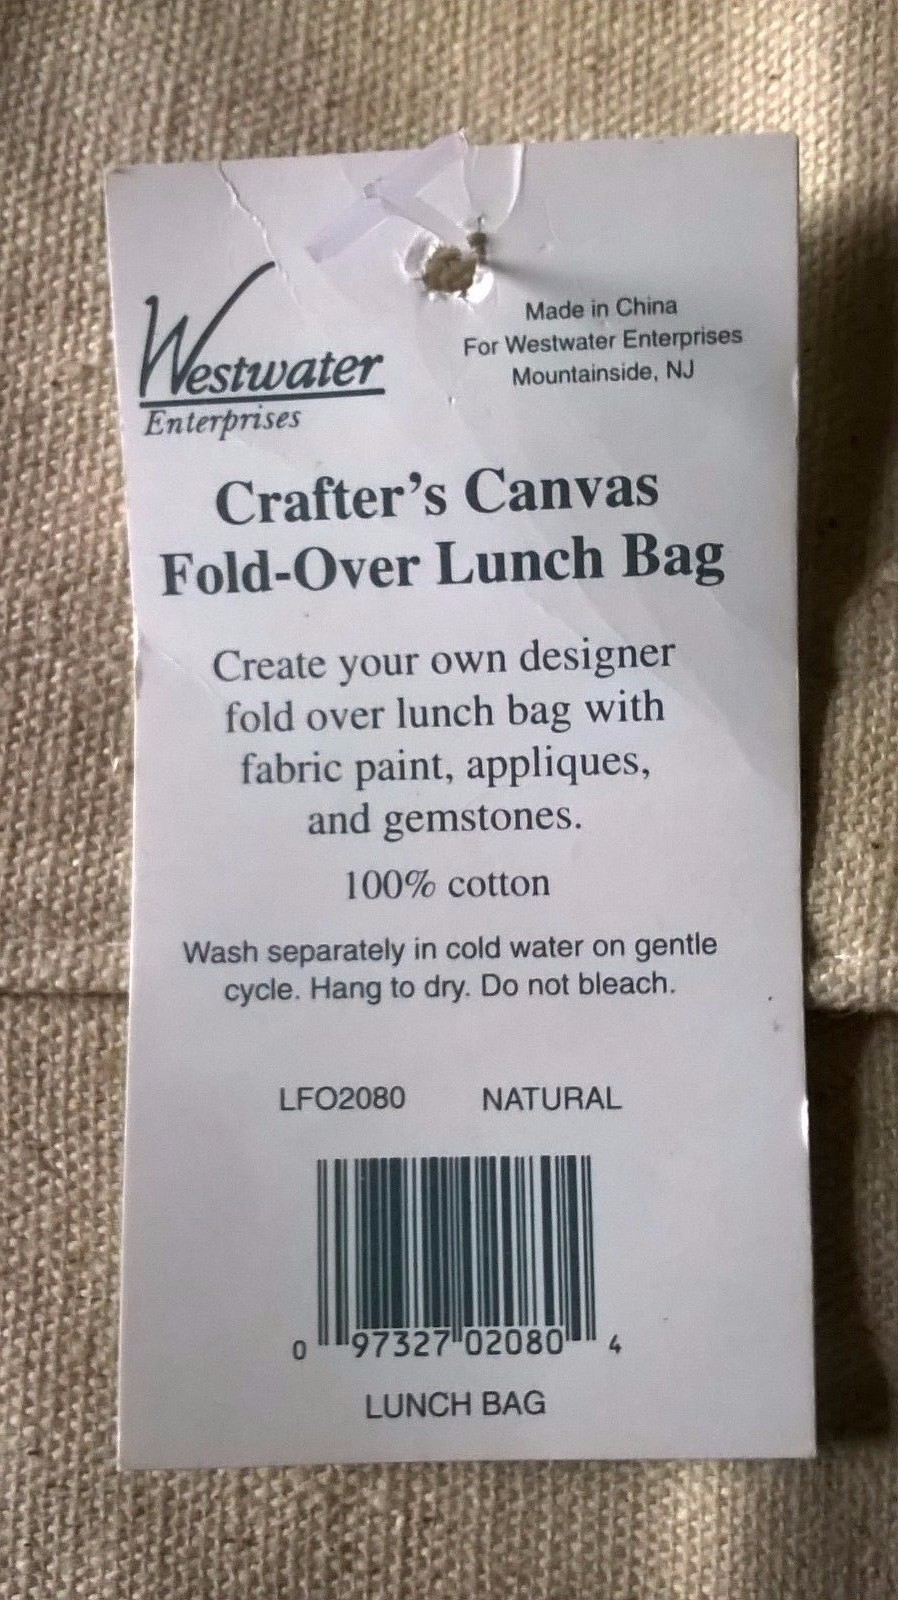 Westwater
Enterprises
Made in China
For Westwater Enterprises
Mountainside, NJ
Crafter's Canvas
Fold-Over Lunch Bag
Create your own designer
fold over lunch bag with
fabric paint, appliques,
and gemstones.
100% cotton
Wash separately in cold water on gentle
cycle. Hang to dry. Do not bleach.
LFO2080 NATURAL
0 97327 02080 4
LUNCH BAG